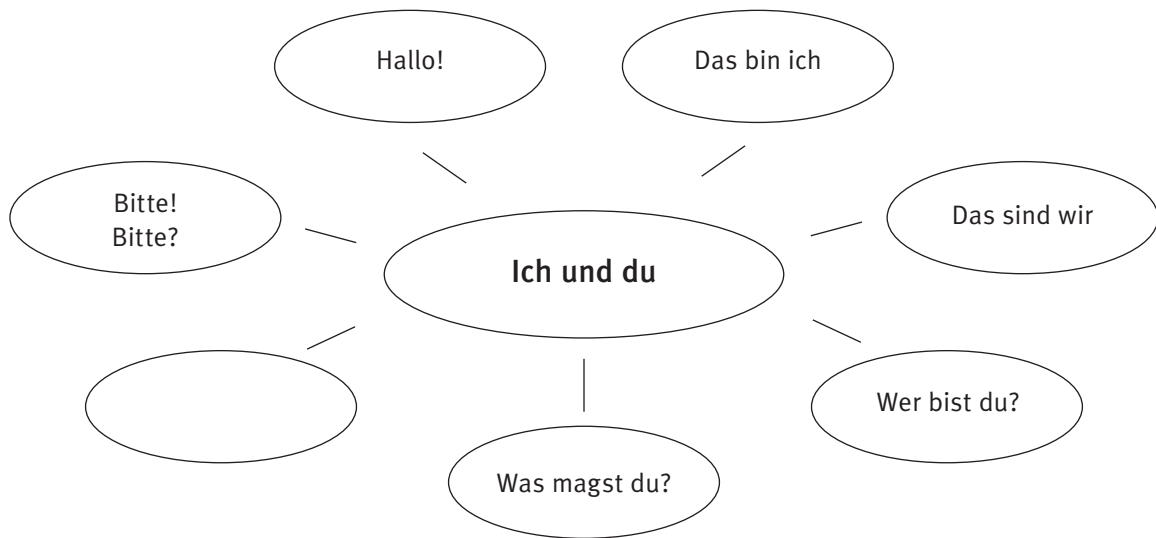 Hallo!
Das bin ich
Bitte!
Bitte?
Das sind wir
Ich und du
Wer bist du?
Was magst du?